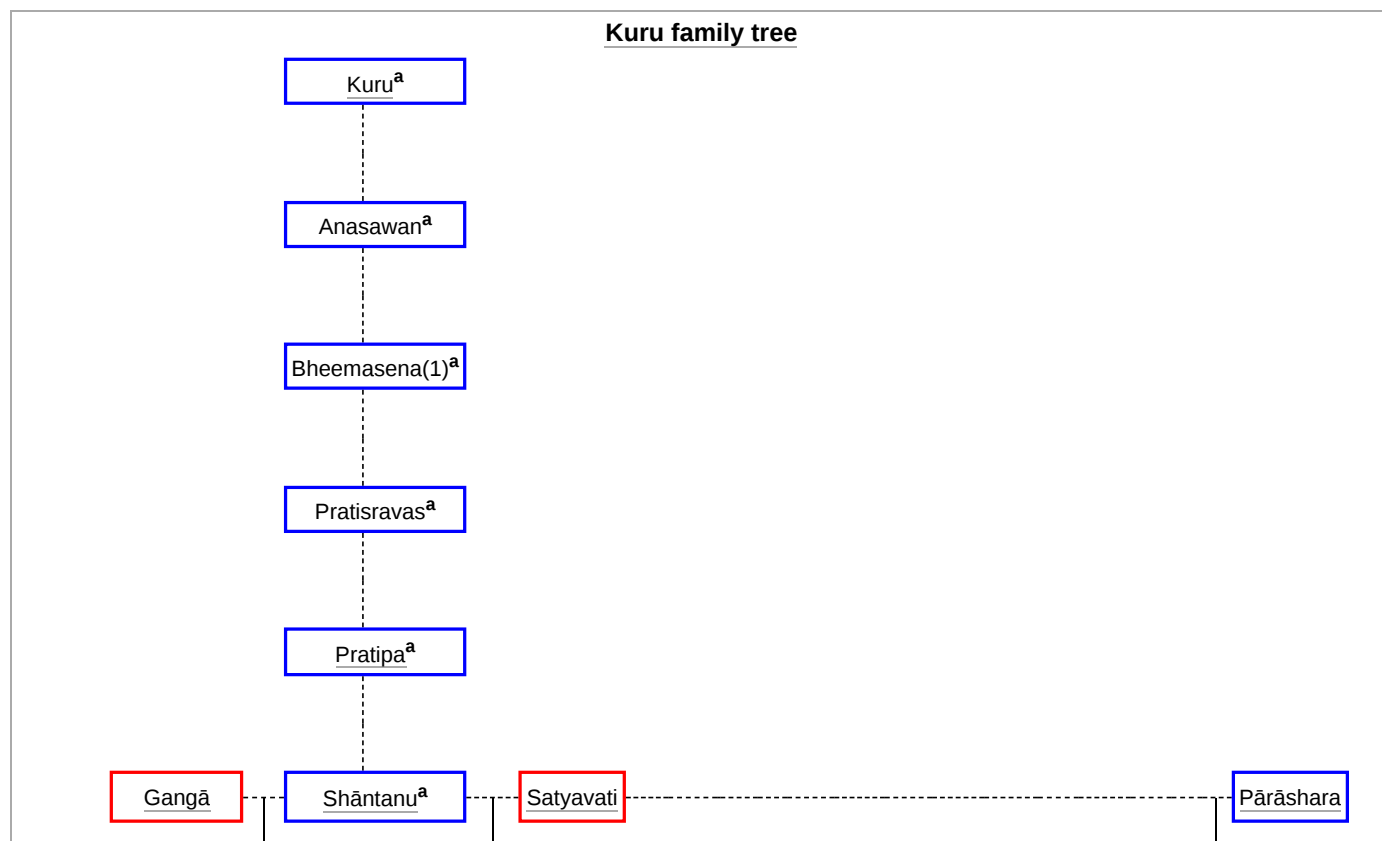 Kuru family tree
Kuruᵃ
Anasawanᵃ
Bheemasena(1)ᵃ
Pratisravasᵃ
Pratipaᵃ
Gangā Shāntanuᵃ Satyavati Pārāshara